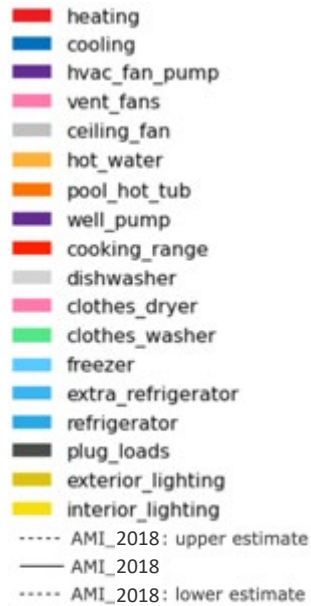 heating
cooling
hvac_fan_pump
vent_fans
ceiling_fan
hot_water
pool_hot_tub
well_pump
cooking_range
dishwasher
clothes_dryer
clothes_washer
freezer
extra_refrigerator
refrigerator
plug_loads
exterior_lighting
interior_lighting
AMI_2018: upper estimate
AMI_2018
AMI_2018: lower estimate